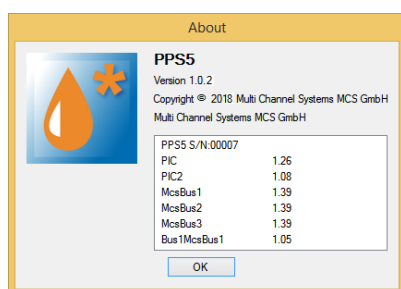 About
PPS5
Version 1.0.2
Copyright © 2018 Multi Channel Systems MCS GmbH
Multi Channel Systems MCS GmbH
PPS5 S/N:00007
PIC 1.26
PIC2 1.08
McsBus1 1.39
McsBus2 1.39
McsBus3 1.39
Bus1McsBus1 1.05
OK